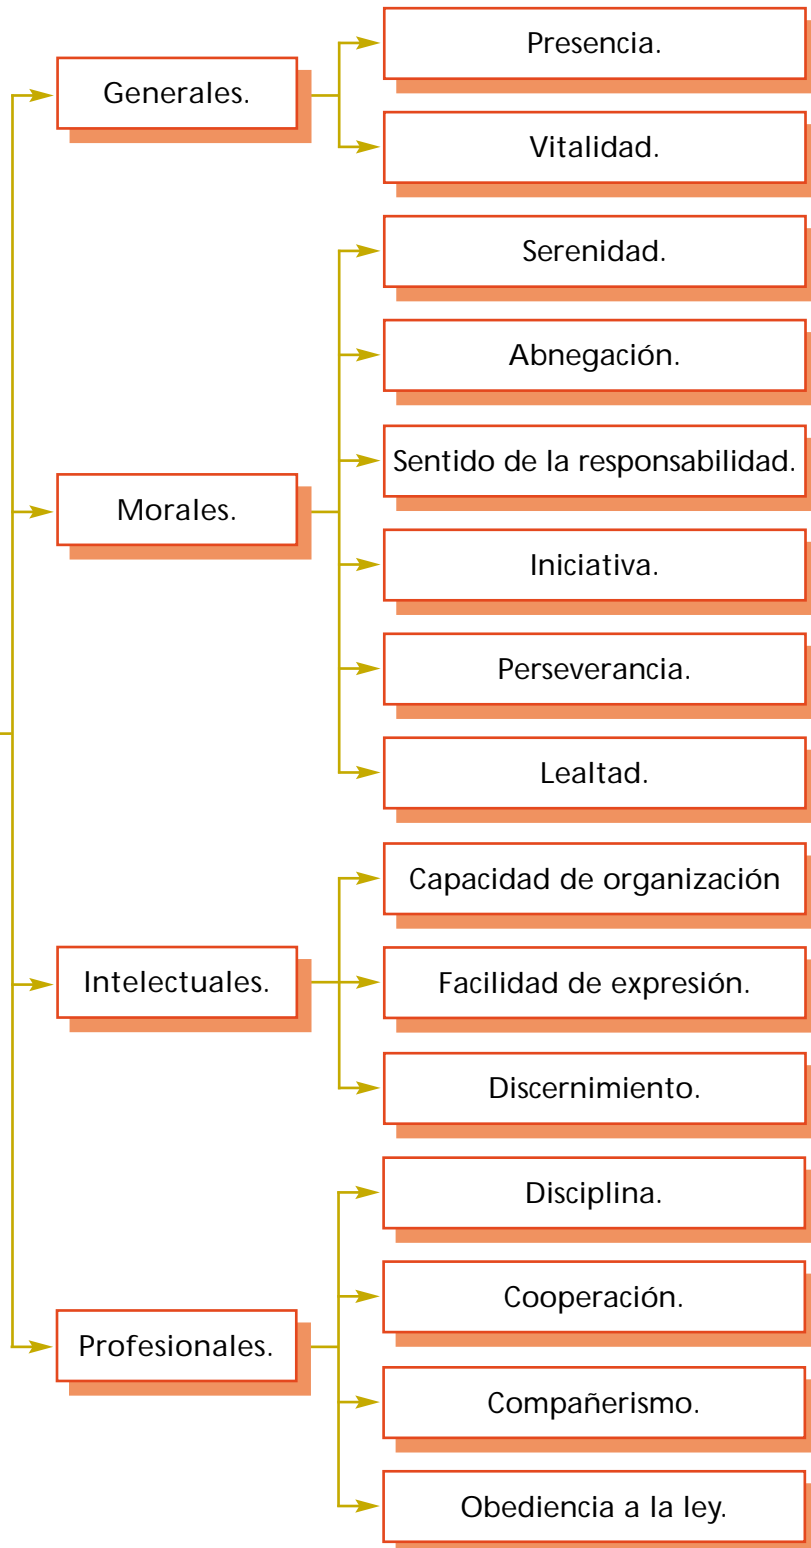 Generales.
Presencia.
Vitalidad.
Morales.
Serenidad.
Abnegación.
Sentido de la responsabilidad.
Iniciativa.
Perseverancia.
Lealtad.
Intelectuales.
Capacidad de organización
Facilidad de expresión.
Discernimiento.
Profesionales.
Disciplina.
Cooperación.
Compañerismo.
Obediencia a la ley.